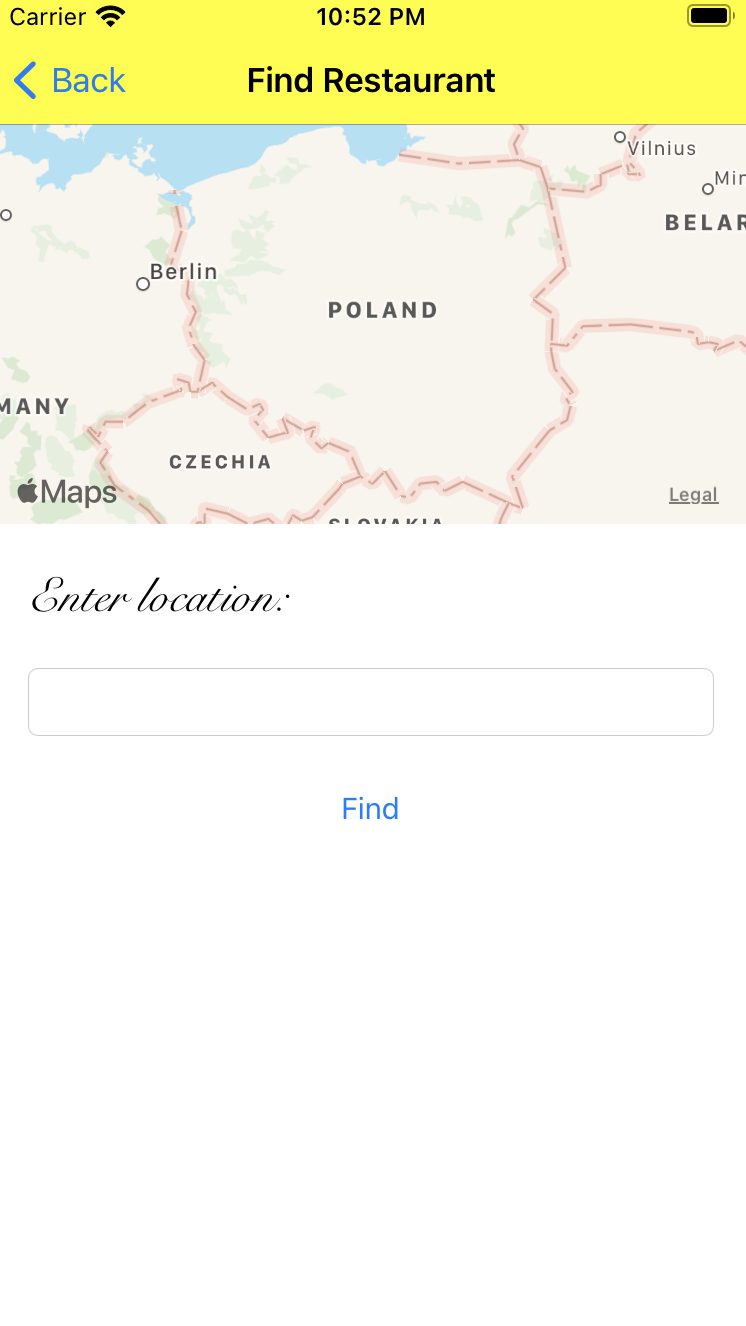 Carrier 10:52 PM
Back Find Restaurant
Vilnius
Min
BELAR
Berlin
POLAND
MANY
CZECHIA
Maps Legal
SLOVAKIA
Enter location:
Find